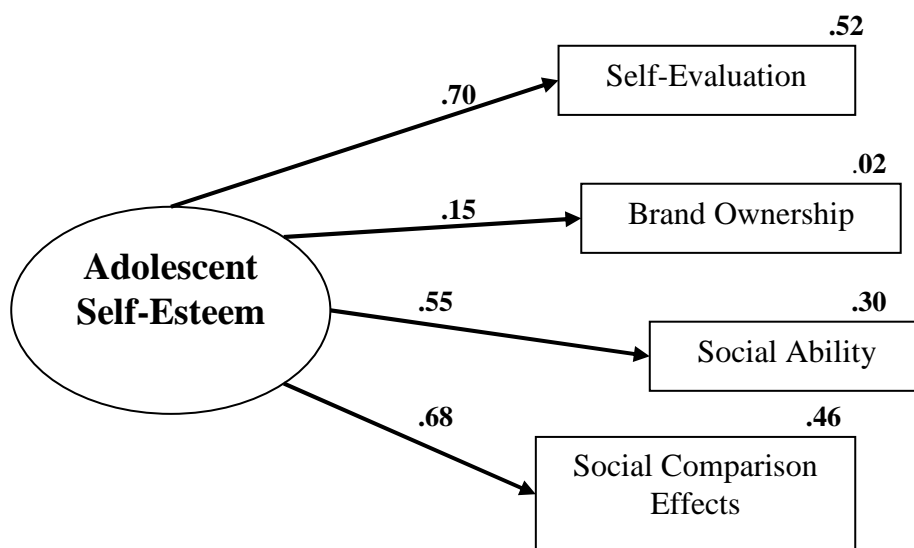 .52
Self-Evaluation
.70
.02
Brand Ownership
.15
Adolescent
Self-Esteem
.30
.55
Social Ability
.68
.46
Social Comparison
Effects